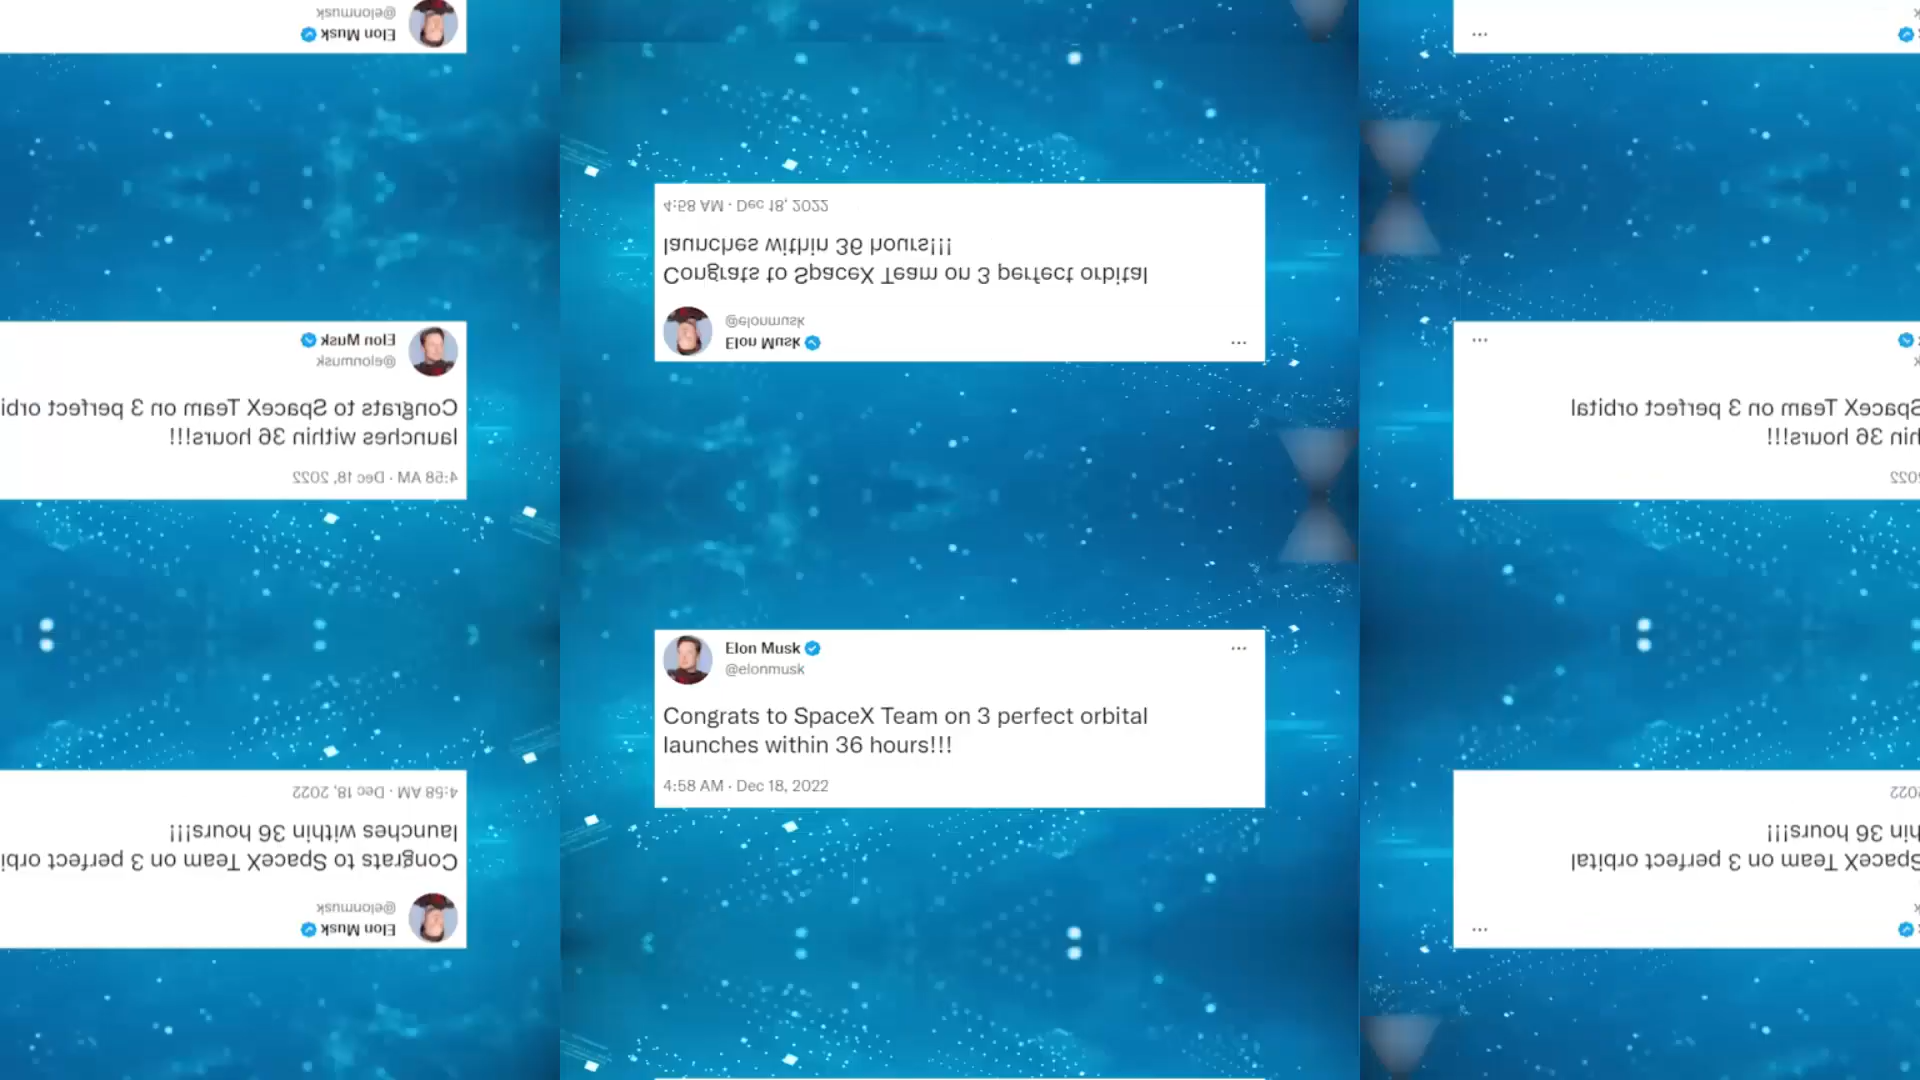 Elon Musk
@elonmusk
Congrats to SpaceX Team on 3 perfect orbital
launches within 36 hours!!!
4:58 AM · Dec 18, 2022